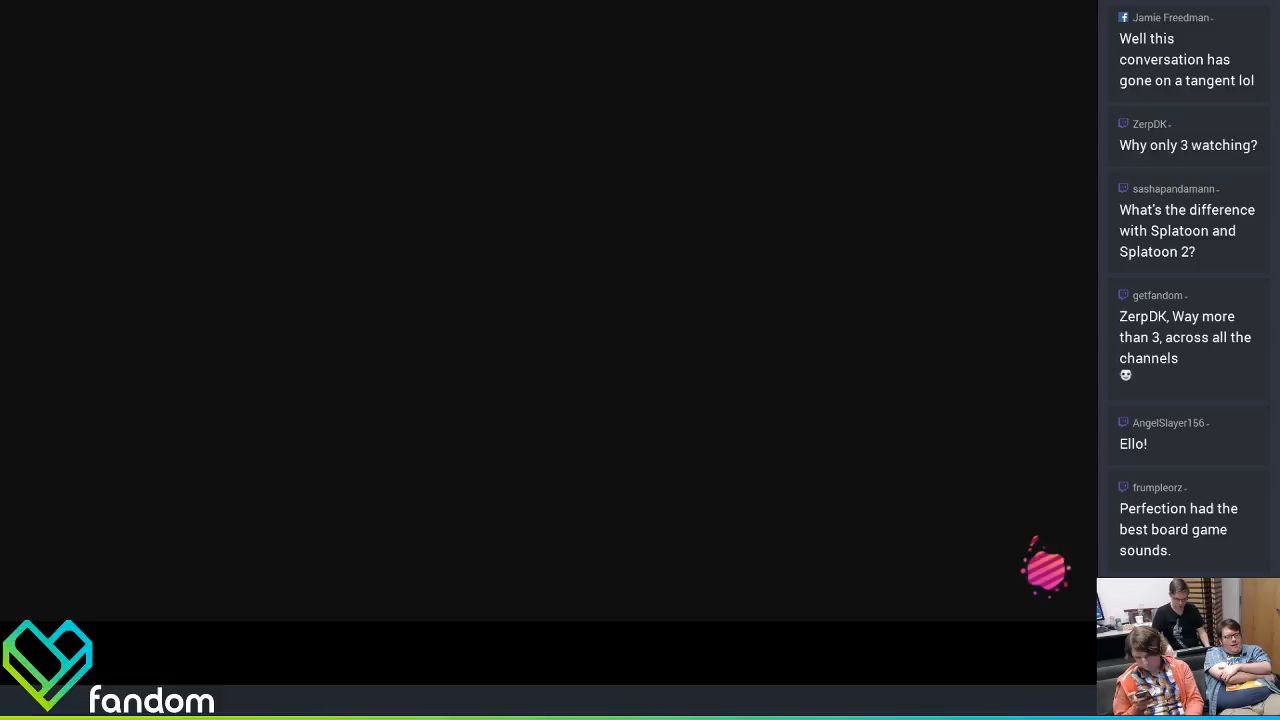 Jamie Freedman-
Well this
conversation has
gone on a tangent lol
ZerpDK-
Why only 3 watching?
sashapandamann-
What's the difference
with Splatoon and
Splatoon 2?
getfandom-
ZerpDK, Way more
than 3, across all the
channels
AngelSlayer156-
Ello!
frumpleorz-
Perfection had the
best board game
sounds.
fandom